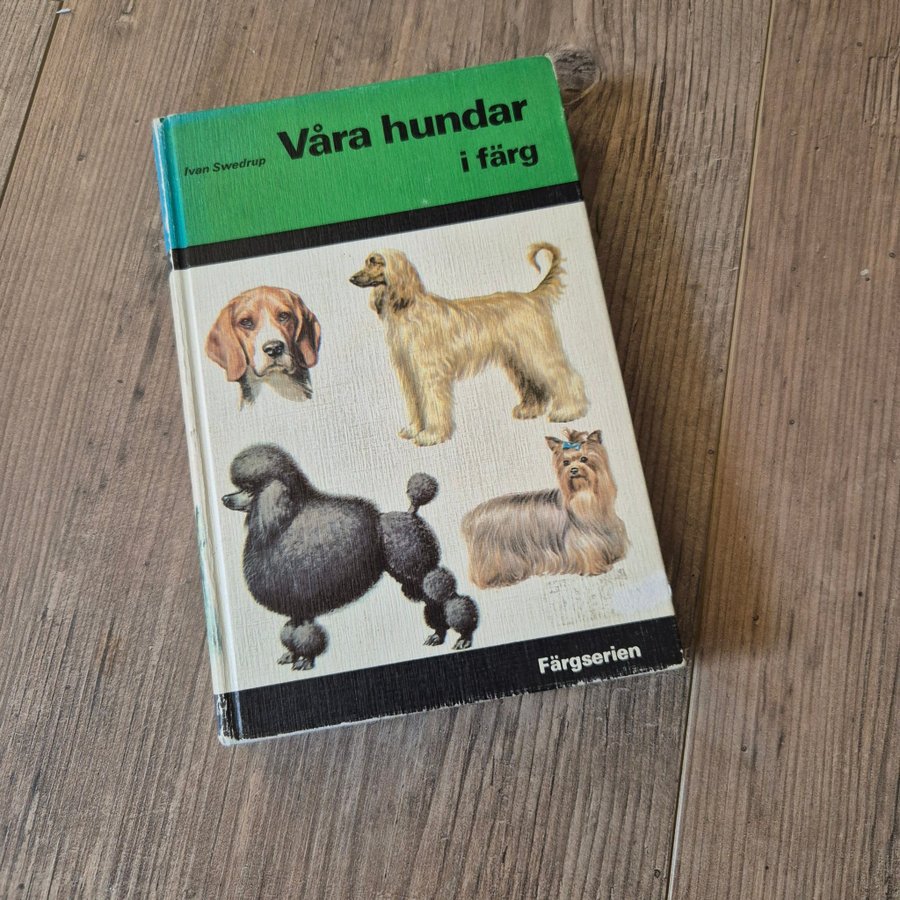 Ivan Swedrup
Våra hundar
i färg
Färgserien